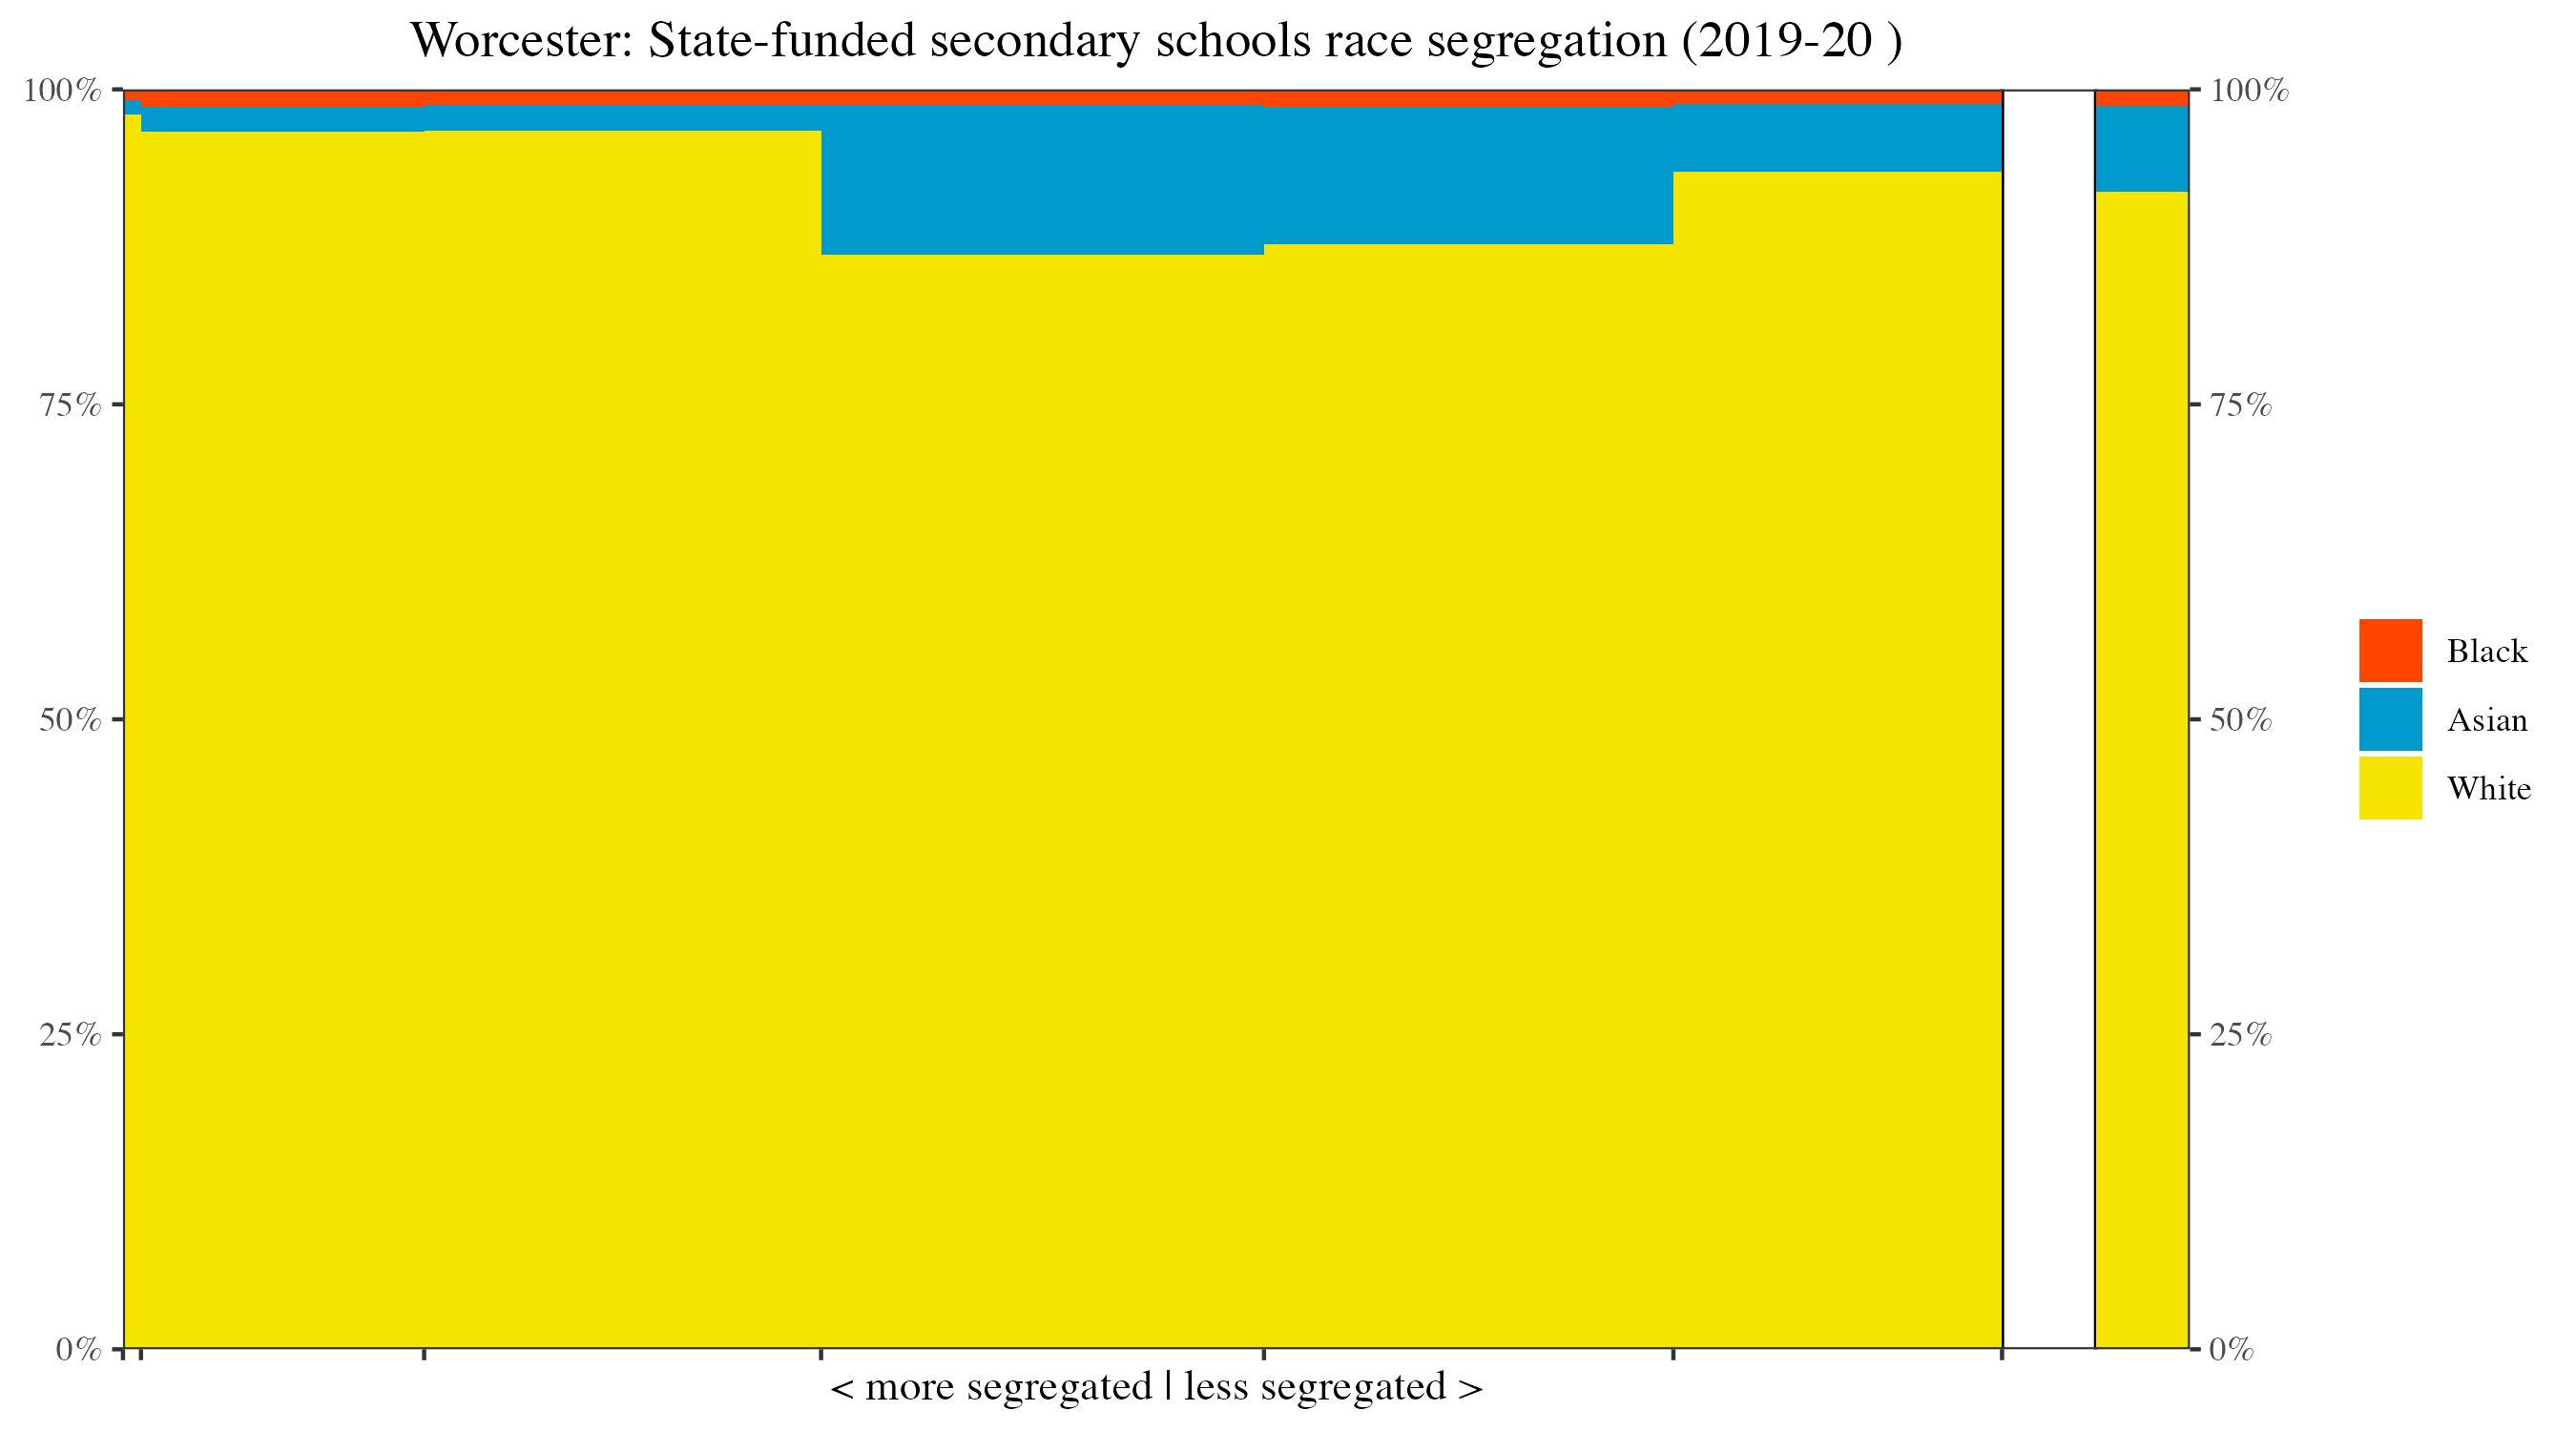 Worcester: State-funded secondary schools race segregation (2019-20 )
100%
75%
50%
25%
0%
100%
75%
50%
25%
0%
< more segregated | less segregated >
Black
Asian
White